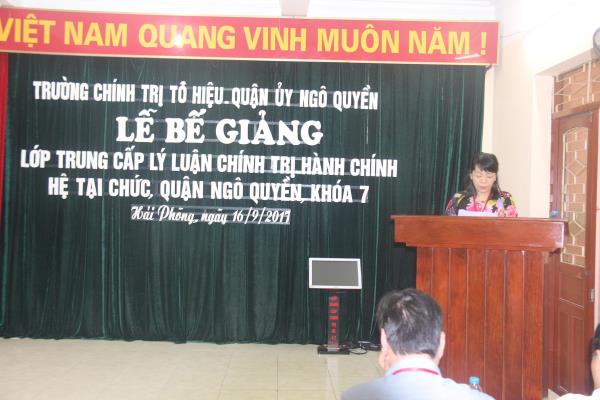 VIỆT NAM QUANG VINH MUÔN NĂM !
TRƯỜNG CHÍNH TRỊ TÔ HIỆU - QUẬN ỦY NGÔ QUYỀN
LỄ BẾ GIẢNG
LỚP TRUNG CẤP LÝ LUẬN CHÍNH TRỊ HÀNH CHÍNH
HỆ TẠI CHỨC, QUẬN NGÔ QUYỀN, KHÓA 7
Hải Phòng, ngày 16/9/2017